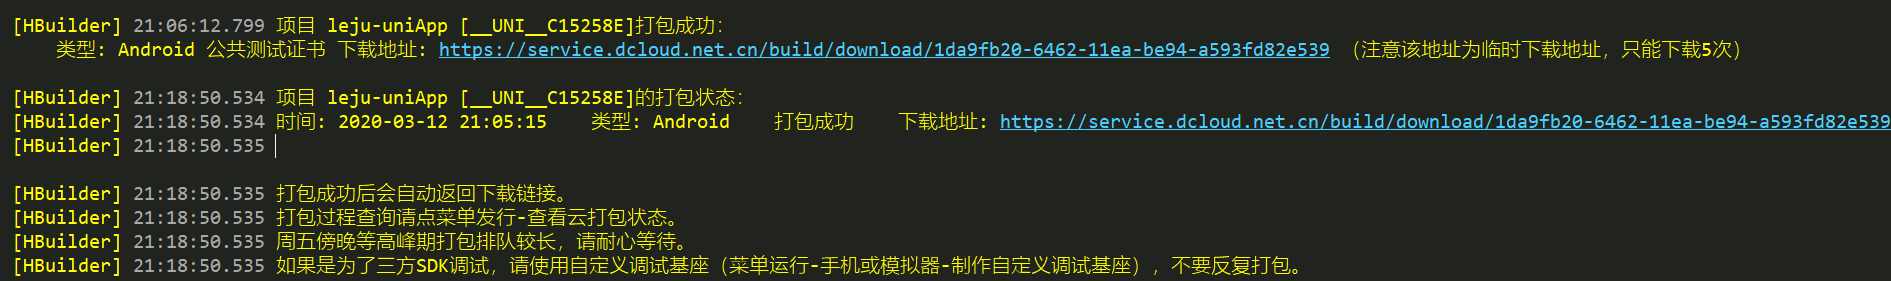 [HBuilder] 21:06:12.799 项目 leju-uniApp [__UNI__C15258E]打包成功：
类型: Android 公共测试证书 下载地址: https://service.dcloud.net.cn/build/download/1da9fb20-6462-11ea-be94-a593fd82e539 （注意该地址为临时下载地址，只能下载5次）
[HBuilder] 21:18:50.534 项目 leju-uniApp [__UNI__C15258E]的打包状态：
[HBuilder] 21:18:50.534 时间: 2020-03-12 21:05:15 类型: Android 打包成功 下载地址: https://service.dcloud.net.cn/build/download/1da9fb20-6462-11ea-be94-a593fd82e539
[HBuilder] 21:18:50.535
[HBuilder] 21:18:50.535 打包成功后会自动返回下载链接。
[HBuilder] 21:18:50.535 打包过程查询请点菜单发行-查看云打包状态。
[HBuilder] 21:18:50.535 周五傍晚等高峰期打包排队较长，请耐心等待。
[HBuilder] 21:18:50.535 如果是为了三方SDK调试，请使用自定义调试基座（菜单运行-手机或模拟器-制作自定义调试基座），不要反复打包。